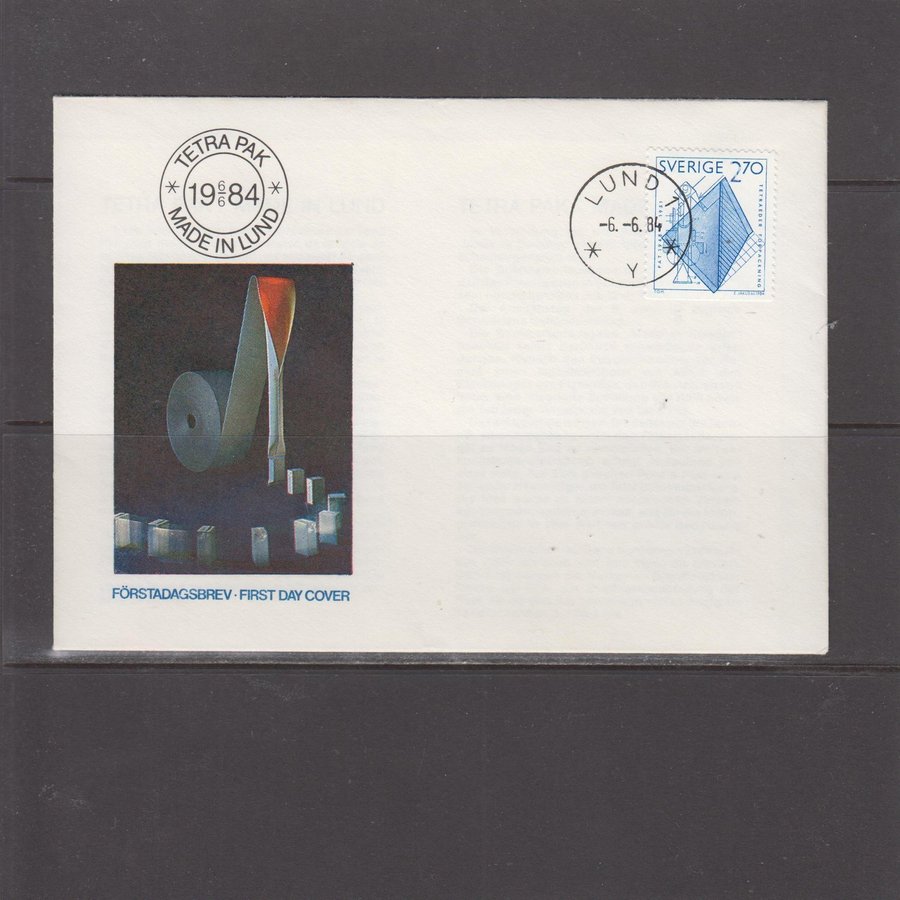 TETRA PAK
19 6/6 84
MADE IN LUND
LUND 1
-6.-6.84
Y
SVERIGE 2.70
TETRAEDER FÖRPACKNING
FÖRSTADAGSBREV · FIRST DAY COVER